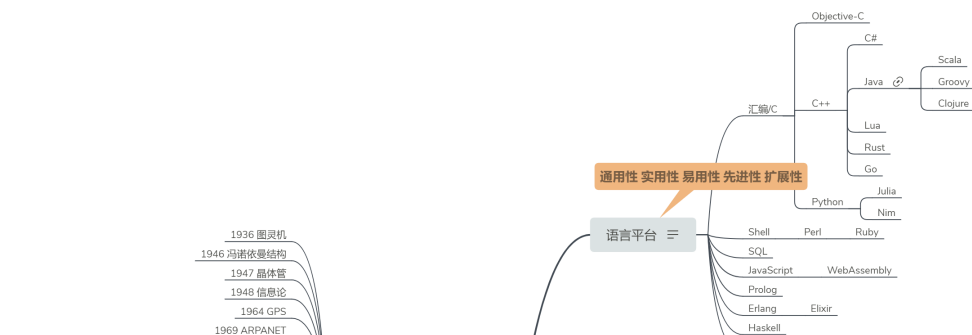 Objective-C
C#
Scala
Java
Groovy
汇编/C
C++
Clojure
Lua
Rust
Go
通用性 实用性 易用性 先进性 扩展性
Python
Julia
Nim
语言平台
Shell Perl Ruby
SQL
JavaScript WebAssembly
Prolog
Erlang Elixir
Haskell
1936 图灵机
1946 冯诺依曼结构
1947 晶体管
1948 信息论
1964 GPS
1969 ARPANET